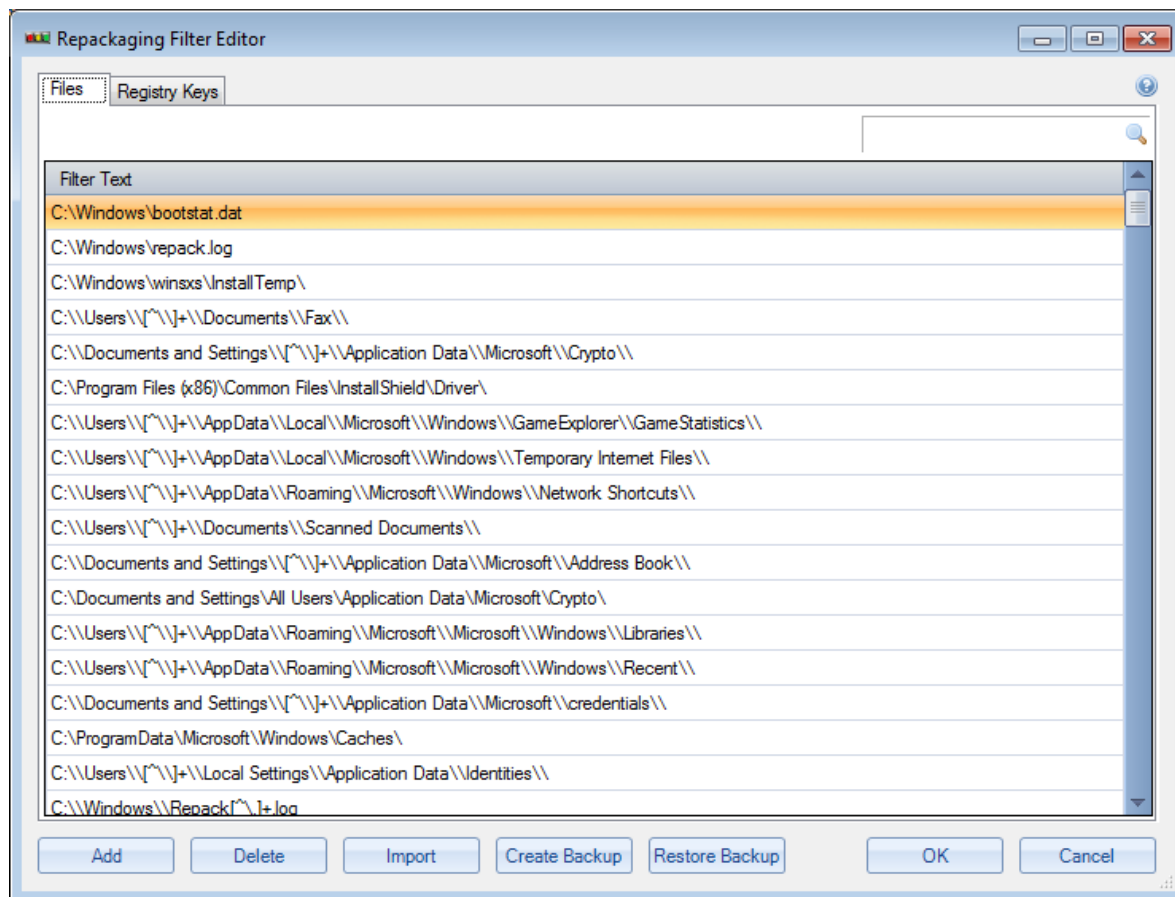 Repackaging Filter Editor
Files
Registry Keys
Filter Text
C:\Windows\bootstat.dat
C:\Windows\repack.log
C:\Windows\winsxs\InstallTemp\
C:\\Users\\[^\\]+\\Documents\\Fax\\
C:\\Documents and Settings\\[^\\]+\\Application Data\\Microsoft\\Crypto\\
C:\Program Files (x86)\Common Files\InstallShield\Driver\
C:\\Users\\[^\\]+\\AppData\\Local\\Microsoft\\Windows\\GameExplorer\\GameStatistics\\
C:\\Users\\[^\\]+\\AppData\\Local\\Microsoft\\Windows\\Temporary Internet Files\\
C:\\Users\\[^\\]+\\AppData\\Roaming\\Microsoft\\Windows\\Network Shortcuts\\
C:\\Users\\[^\\]+\\Documents\\Scanned Documents\\
C:\\Documents and Settings\\[^\\]+\\Application Data\\Microsoft\\Address Book\\
C:\Documents and Settings\All Users\Application Data\Microsoft\Crypto\
C:\\Users\\[^\\]+\\AppData\\Roaming\\Microsoft\\Microsoft\\Windows\\Libraries\\
C:\\Users\\[^\\]+\\AppData\\Roaming\\Microsoft\\Microsoft\\Windows\\Recent\\
C:\\Documents and Settings\\[^\\]+\\Application Data\\Microsoft\\credentials\\
C:\ProgramData\Microsoft\Windows\Caches\
C:\\Users\\[^\\]+\\Local Settings\\Application Data\\Identities\\
C:\\Windows\\Repack[^\.]+.log
Add
Delete
Import
Create Backup
Restore Backup
OK
Cancel